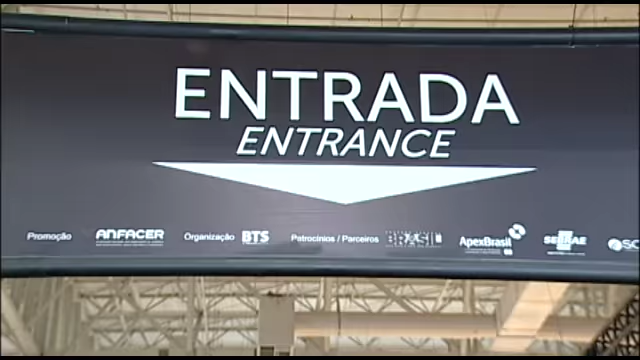 ENTRADA
ENTRANCE
Promoção ANFACER Organização BTS Patrocínios / Parceiros BRASIL ApexBrasil SEBRAE